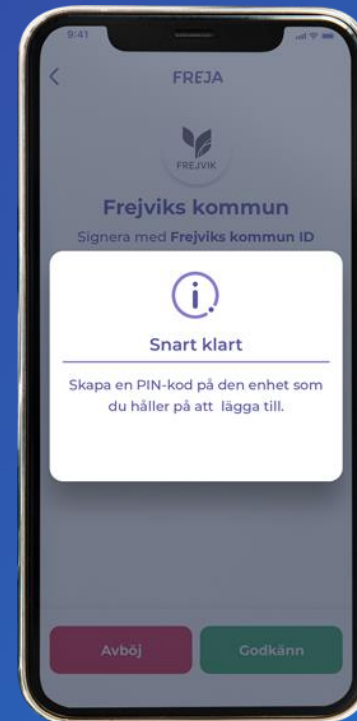 9:41
FREJA
FREJVIK
Frejviks kommun
Signera med Frejviks kommun ID
Snart klart
Skapa en PIN-kod på den enhet som
du håller på att lägga till.
Avböj
Godkänn